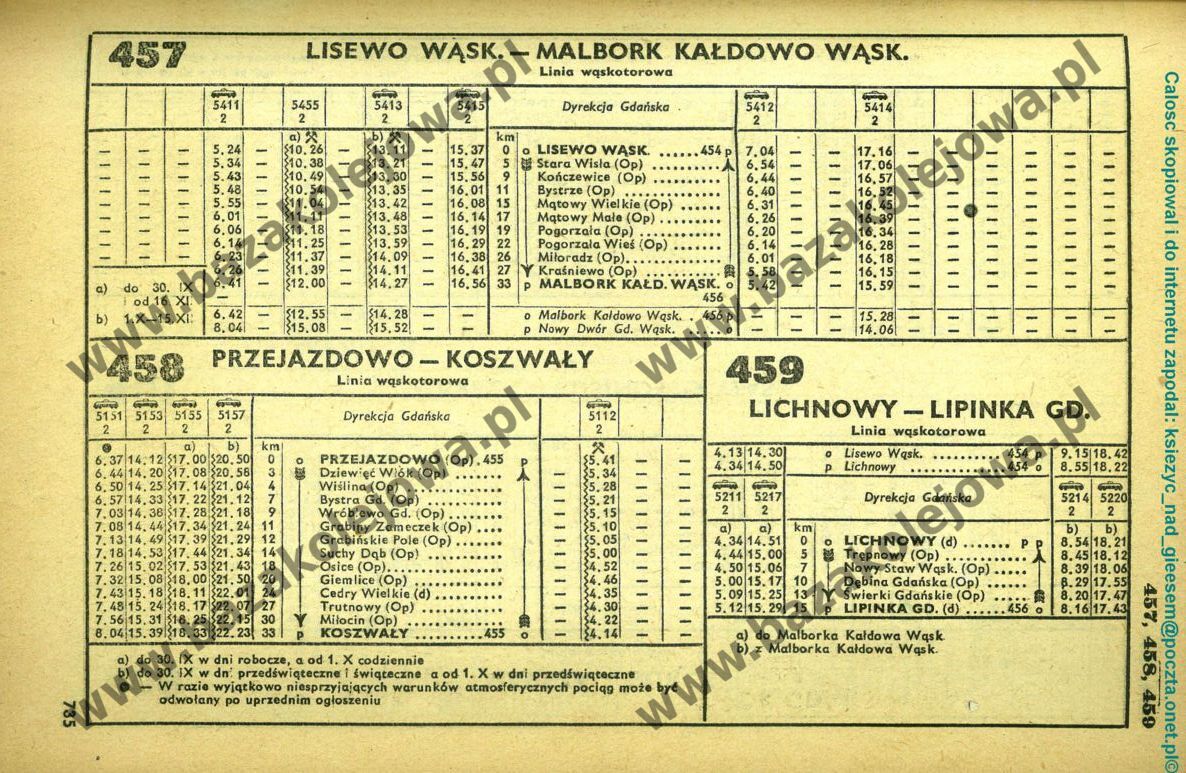 457
LISEWO WĄSK. — MALBORK KAŁDOWO WĄSK.
Linia wąskotorowa
5411 5455 5413 5415 Dyrekcja Gdańska 5412 5414
2 2 2 2 2 2
a) b) km
5.24 10.26 13.11 15.37 0 o LISEWO WĄSK. ......454 p 7.04 17.16
5.34 10.38 13.21 15.47 5 Stara Wisła (Op) 6.54 17.06
5.43 10.49 13.30 15.56 9 Kończewice (Op) 6.44 16.57
5.48 10.54 13.35 16.01 11 Bystrze (Op) 6.40 16.52
5.55 11.04 13.42 16.08 15 Mątowy Wielkie (Op) 6.31 16.45
6.01 11.11 13.48 16.14 17 Mątowy Małe (Op) 6.26 16.39
6.06 11.18 13.53 16.19 19 Pogorzała (Op) 6.20 16.34
6.14 11.25 13.59 16.29 22 Pogorzała Wieś (Op) 6.14 16.28
6.23 11.37 14.09 16.38 26 Miłoradz (Op) 6.01 16.18
6.26 11.39 14.11 16.41 27 Kraśniewo (Op) 5.58 16.15
6.41 12.00 14.27 16.56 33 p MALBORK KAŁD. WĄSK. o 5.42 15.59
456
a) do 30. IX
i od 16 XI.
b) 1.X—15.XI.
6.42 12.55 14.28 o Malbork Kałdowo Wąsk. . 456 p 15.28
8.04 15.08 15.52 p Nowy Dwór Gd. Wąsk. ..... o 14.06
458
PRZEJAZDOWO — KOSZWAŁY
Linia wąskotorowa
5151 5153 5155 5157 Dyrekcja Gdańska 5112
2 2 2 2 2
a) b) km
6.37 14.12 17.00 20.50 0 o PRZEJAZDOWO (Op). 455 p 5.41
6.44 14.20 17.08 20.58 3 Dziewięć Włók (Op) 5.34
6.50 14.25 17.14 21.04 4 Wiślina (Op) 5.28
6.57 14.33 17.22 21.12 7 Bystra Gd. (Op) 5.21
7.03 14.38 17.28 21.18 9 Wróblowo Gd. (Op) 5.15
7.08 14.44 17.34 21.24 11 Grabiny Zameczek (Op) 5.10
7.13 14.49 17.39 21.29 12 Grabińskie Pole (Op) 5.05
7.18 14.53 17.44 21.34 14 Suchy Dąb (Op) 5.00
7.26 15.02 17.53 21.43 18 Osice (Op) 4.52
7.32 15.08 18.00 21.50 20 Giemlice (Op) 4.46
7.43 15.18 18.11 22.01 24 Cedry Wielkie (d) 4.35
7.48 15.24 18.17 22.07 27 Trutnowy (Op) 4.30
7.56 15.31 18.25 22.15 30 Miłocin (Op) 4.22
8.04 15.39 18.33 22.23 33 p KOSZWAŁY ..........455 o 4.14
a) do 30. IX w dni robocze, a od 1. X codziennie
b) do 30. IX w dni przedświąteczne i świąteczne a od 1. X w dni przedświąteczne
— W razie wyjątkowo niesprzyjających warunków atmosferycznych pociąg może być
odwołany po uprzednim ogłoszeniu
459
LICHNOWY — LIPINKA GD.
Linia wąskotorowa
4.13 14.30 o Lisewo Wąsk. 454 p 9.15 18.42
4.34 14.50 p Lichnowy 454 o 8.55 18.22
5211 5217 Dyrekcja Gdańska 5214 5220
2 2 2 2
a) a) km b) b)
4.34 14.51 0 o LICHNOWY (d) ........ p p 8.54 18.21
4.44 15.00 5 Trępnowy (Op) 8.45 18.12
4.50 15.06 7 Nowy Staw Wąsk. (Op) 8.39 18.06
5.00 15.17 10 Dębina Gdańska (Op) 8.29 17.55
5.09 15.25 Świerki Gdańskie (Op) 8.20 17.47
5.12 15.29 15 p LIPINKA GD. (d) .......456 o 8.16 17.43
a) do Malborka Kałdowa Wąsk
b) z Malborka Kałdowa Wąsk.
785
457, 458, 459
Calosc skopiowal i do internetu zapodal: ksiezyc_nad_gieesem@poczta.onet.pl©
www.bazakolejowa.pl
www.bazakolejowa.pl
www.bazakolejowa.pl
www.bazakolejowa.pl